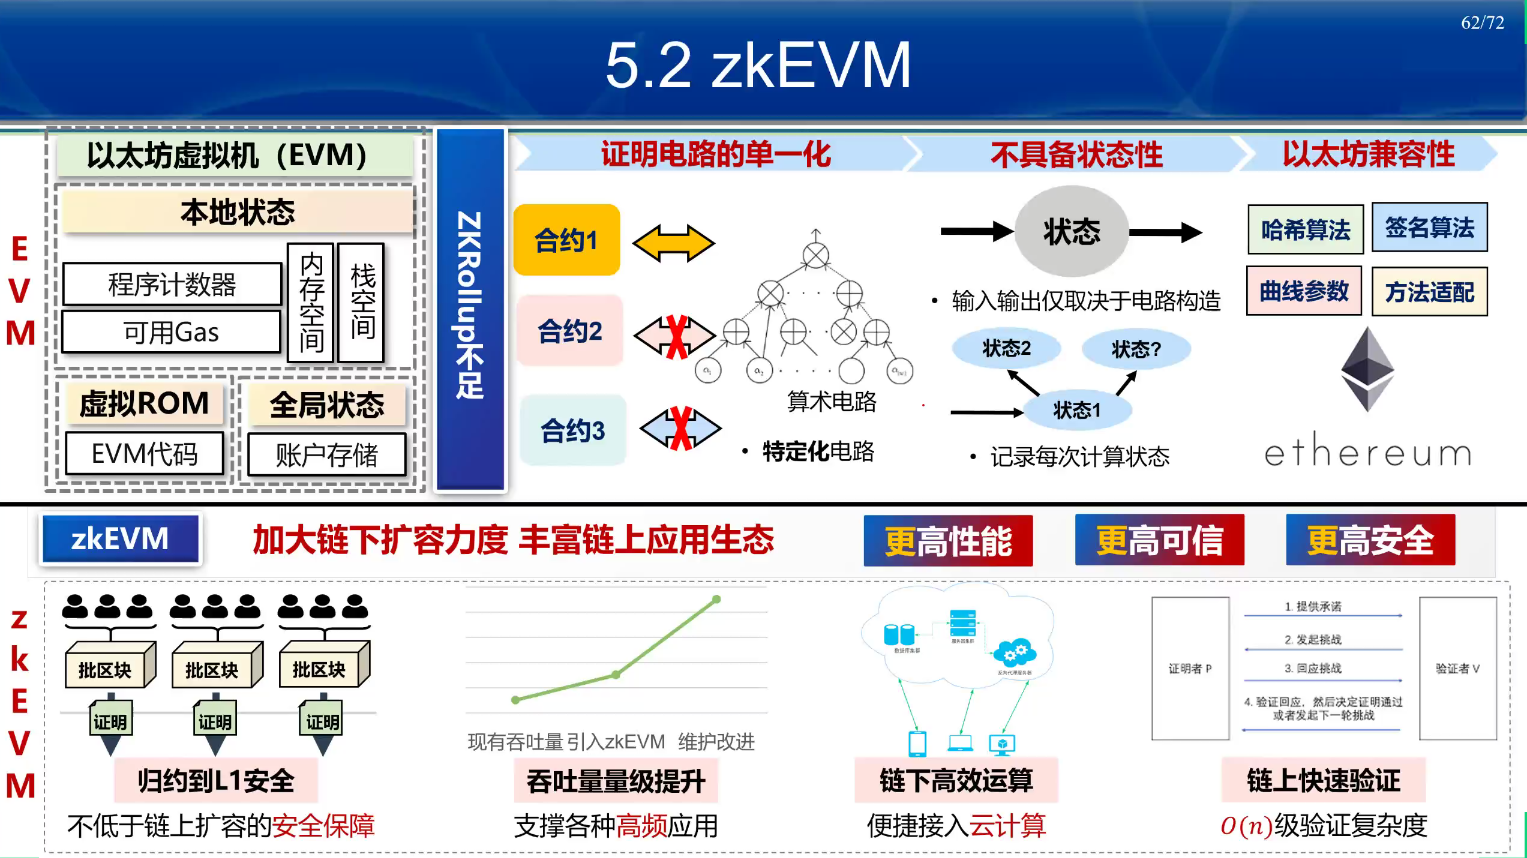 62/72
5.2 zkEVM
EVM
以太坊虚拟机（EVM）
本地状态
程序计数器
可用Gas
内存空间
栈空间
虚拟ROM
EVM代码
全局状态
账户存储
ZKRollup不足
证明电路的单一化
合约1
合约2
合约3
算术电路
• 特定化电路
不具备状态性
状态
• 输入输出仅取决于电路构造
状态2
状态?
状态1
• 记录每次计算状态
以太坊兼容性
哈希算法
签名算法
曲线参数
方法适配
ethereum
zkEVM
加大链下扩容力度 丰富链上应用生态
更高性能
更高可信
更高安全
zkEVM
批区块
批区块
批区块
证明
证明
证明
归约到L1安全
不低于链上扩容的安全保障
现有吞吐量
引入zkEVM
维护改进
吞吐量量级提升
支撑各种高频应用
链下高效运算
便捷接入云计算
证明者 P
1. 提供承诺
2. 发起挑战
3. 回应挑战
4. 验证回应，然后决定证明通过
或者发起下一轮挑战
验证者 V
链上快速验证
O(n)级验证复杂度